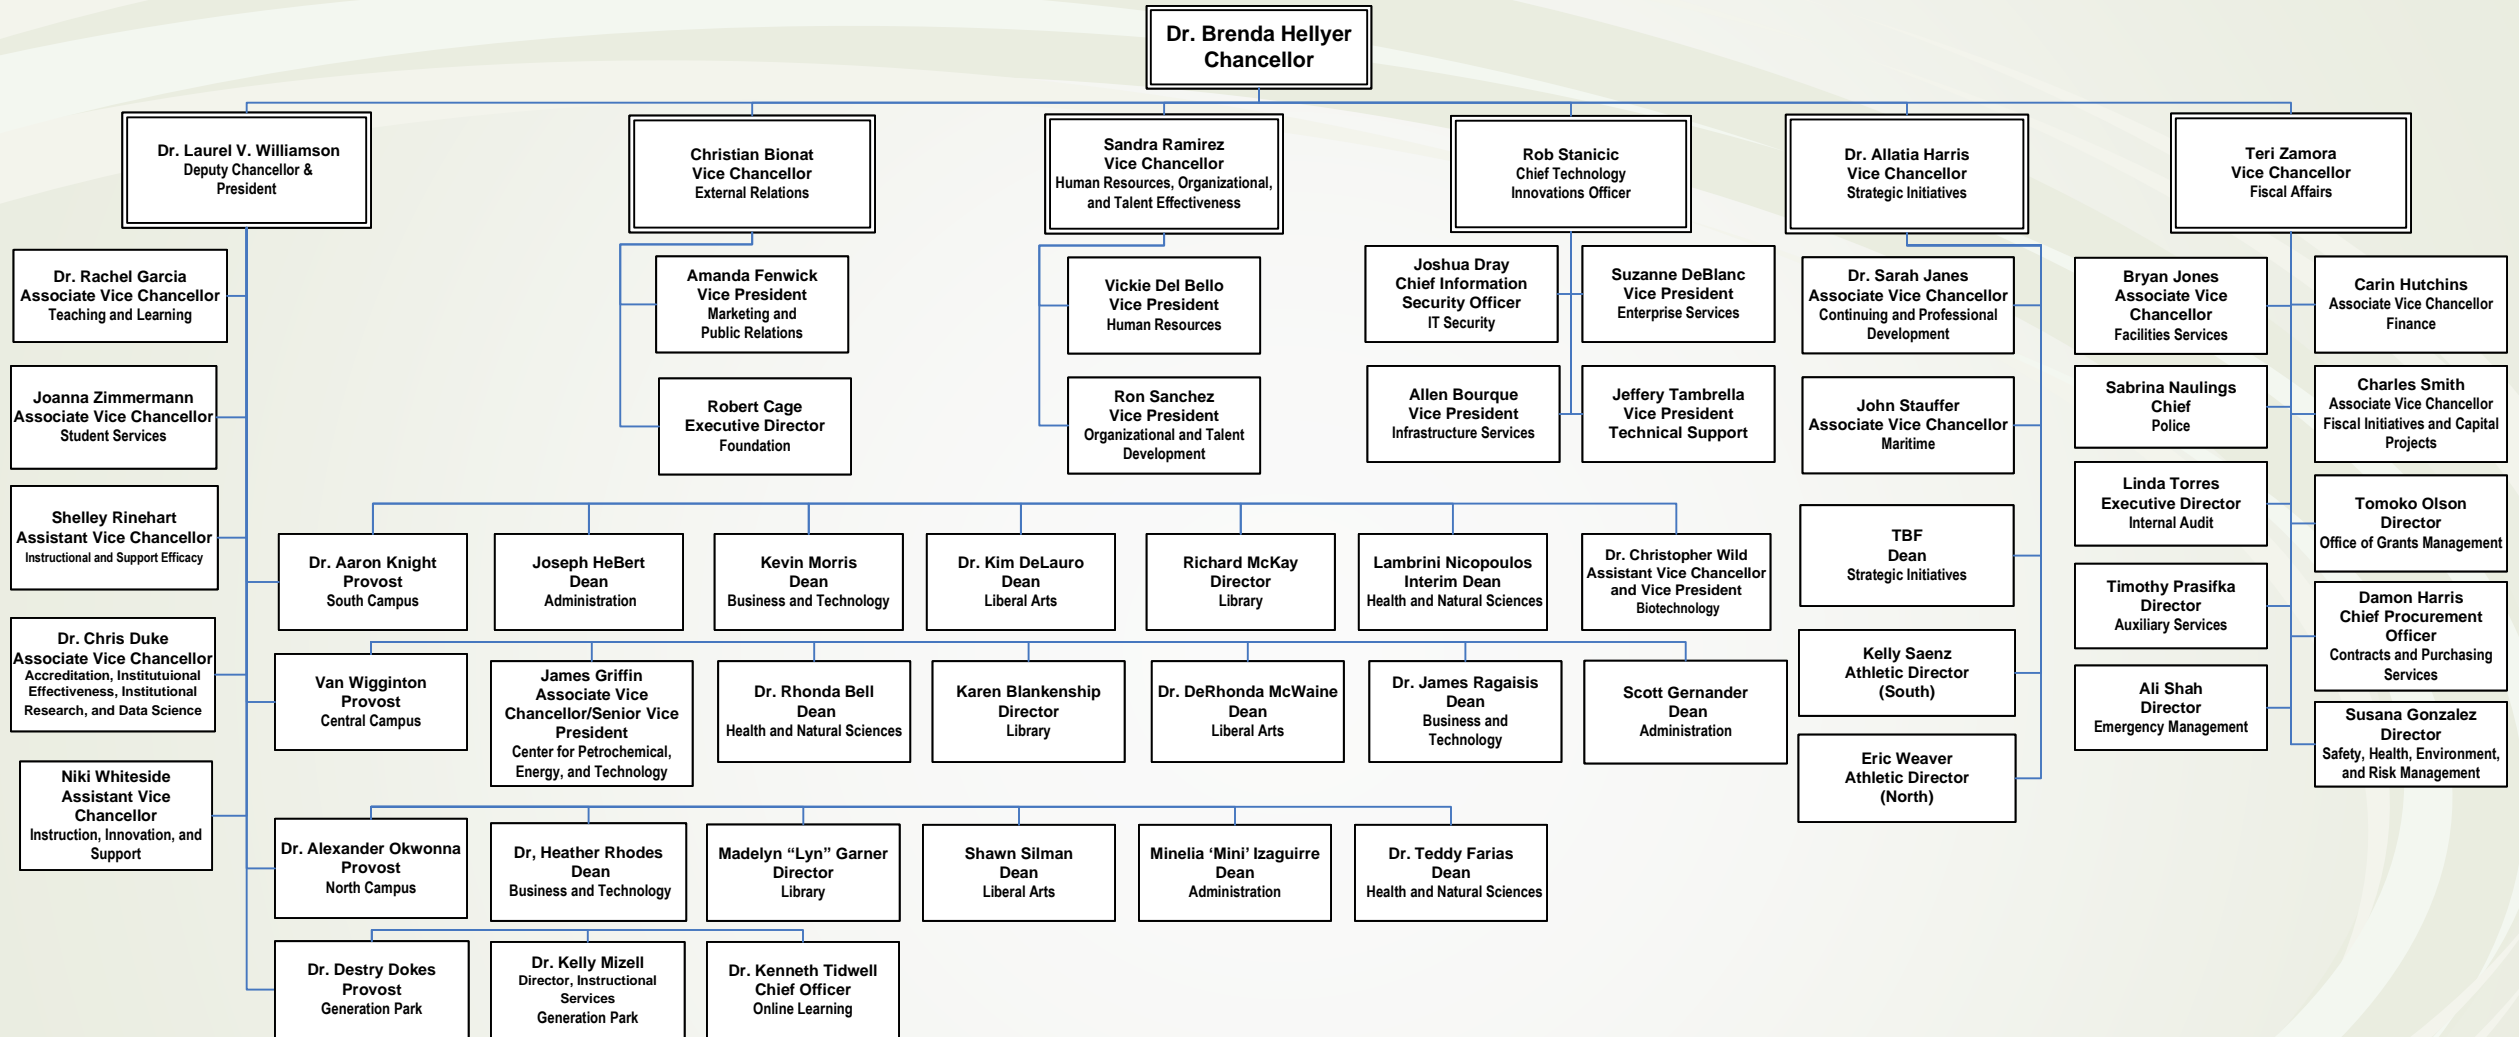 Dr. Brenda Hellyer
Chancellor
Dr. Laurel V. Williamson
Deputy Chancellor &
President
Christian Bionat
Vice Chancellor
External Relations
Sandra Ramirez
Vice Chancellor
Human Resources, Organizational,
and Talent Effectiveness
Rob Stanicic
Chief Technology
Innovations Officer
Dr. Allatia Harris
Vice Chancellor
Strategic Initiatives
Teri Zamora
Vice Chancellor
Fiscal Affairs
Dr. Rachel Garcia
Associate Vice Chancellor
Teaching and Learning
Joanna Zimmermann
Associate Vice Chancellor
Student Services
Shelley Rinehart
Assistant Vice Chancellor
Instructional and Support Efficacy
Dr. Chris Duke
Associate Vice Chancellor
Accreditation, Institutuional
Effectiveness, Institutional
Research, and Data Science
Niki Whiteside
Assistant Vice
Chancellor
Instruction, Innovation, and
Support
Amanda Fenwick
Vice President
Marketing and
Public Relations
Robert Cage
Executive Director
Foundation
Vickie Del Bello
Vice President
Human Resources
Ron Sanchez
Vice President
Organizational and Talent
Development
Joshua Dray
Chief Information
Security Officer
IT Security
Suzanne DeBlanc
Vice President
Enterprise Services
Allen Bourque
Vice President
Infrastructure Services
Jeffery Tambrella
Vice President
Technical Support
Dr. Sarah Janes
Associate Vice Chancellor
Continuing and Professional
Development
John Stauffer
Associate Vice Chancellor
Maritime
TBF
Dean
Strategic Initiatives
Kelly Saenz
Athletic Director
(South)
Eric Weaver
Athletic Director
(North)
Bryan Jones
Associate Vice
Chancellor
Facilities Services
Carin Hutchins
Associate Vice Chancellor
Finance
Sabrina Naulings
Chief
Police
Charles Smith
Associate Vice Chancellor
Fiscal Initiatives and Capital
Projects
Linda Torres
Executive Director
Internal Audit
Tomoko Olson
Director
Office of Grants Management
Timothy Prasifka
Director
Auxiliary Services
Damon Harris
Chief Procurement
Officer
Contracts and Purchasing
Services
Ali Shah
Director
Emergency Management
Susana Gonzalez
Director
Safety, Health, Environment,
and Risk Management
Dr. Aaron Knight
Provost
South Campus
Joseph HeBert
Dean
Administration
Kevin Morris
Dean
Business and Technology
Dr. Kim DeLauro
Dean
Liberal Arts
Richard McKay
Director
Library
Lambrini Nicopoulos
Interim Dean
Health and Natural Sciences
Dr. Christopher Wild
Assistant Vice Chancellor
and Vice President
Biotechnology
Van Wigginton
Provost
Central Campus
James Griffin
Associate Vice
Chancellor/Senior Vice
President
Center for Petrochemical,
Energy, and Technology
Dr. Rhonda Bell
Dean
Health and Natural Sciences
Karen Blankenship
Director
Library
Dr. DeRhonda McWaine
Dean
Liberal Arts
Dr. James Ragaisis
Dean
Business and
Technology
Scott Gernander
Dean
Administration
Dr. Alexander Okwonna
Provost
North Campus
Dr, Heather Rhodes
Dean
Business and Technology
Madelyn “Lyn” Garner
Director
Library
Shawn Silman
Dean
Liberal Arts
Minelia ‘Mini’ Izaguirre
Dean
Administration
Dr. Teddy Farias
Dean
Health and Natural Sciences
Dr. Destry Dokes
Provost
Generation Park
Dr. Kelly Mizell
Director, Instructional
Services
Generation Park
Dr. Kenneth Tidwell
Chief Officer
Online Learning